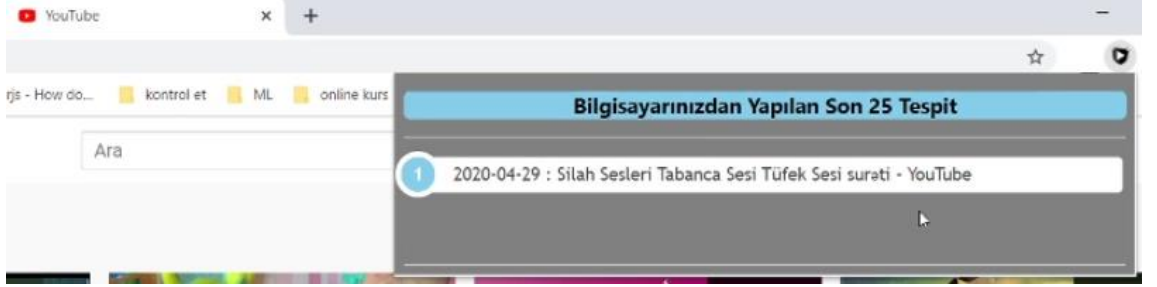 YouTube
rjs - How do...
kontrol et
ML
online kurs
Bilgisayarınızdan Yapılan Son 25 Tespit
Ara
1
2020-04-29 : Silah Sesleri Tabanca Sesi Tüfek Sesi surəti - YouTube